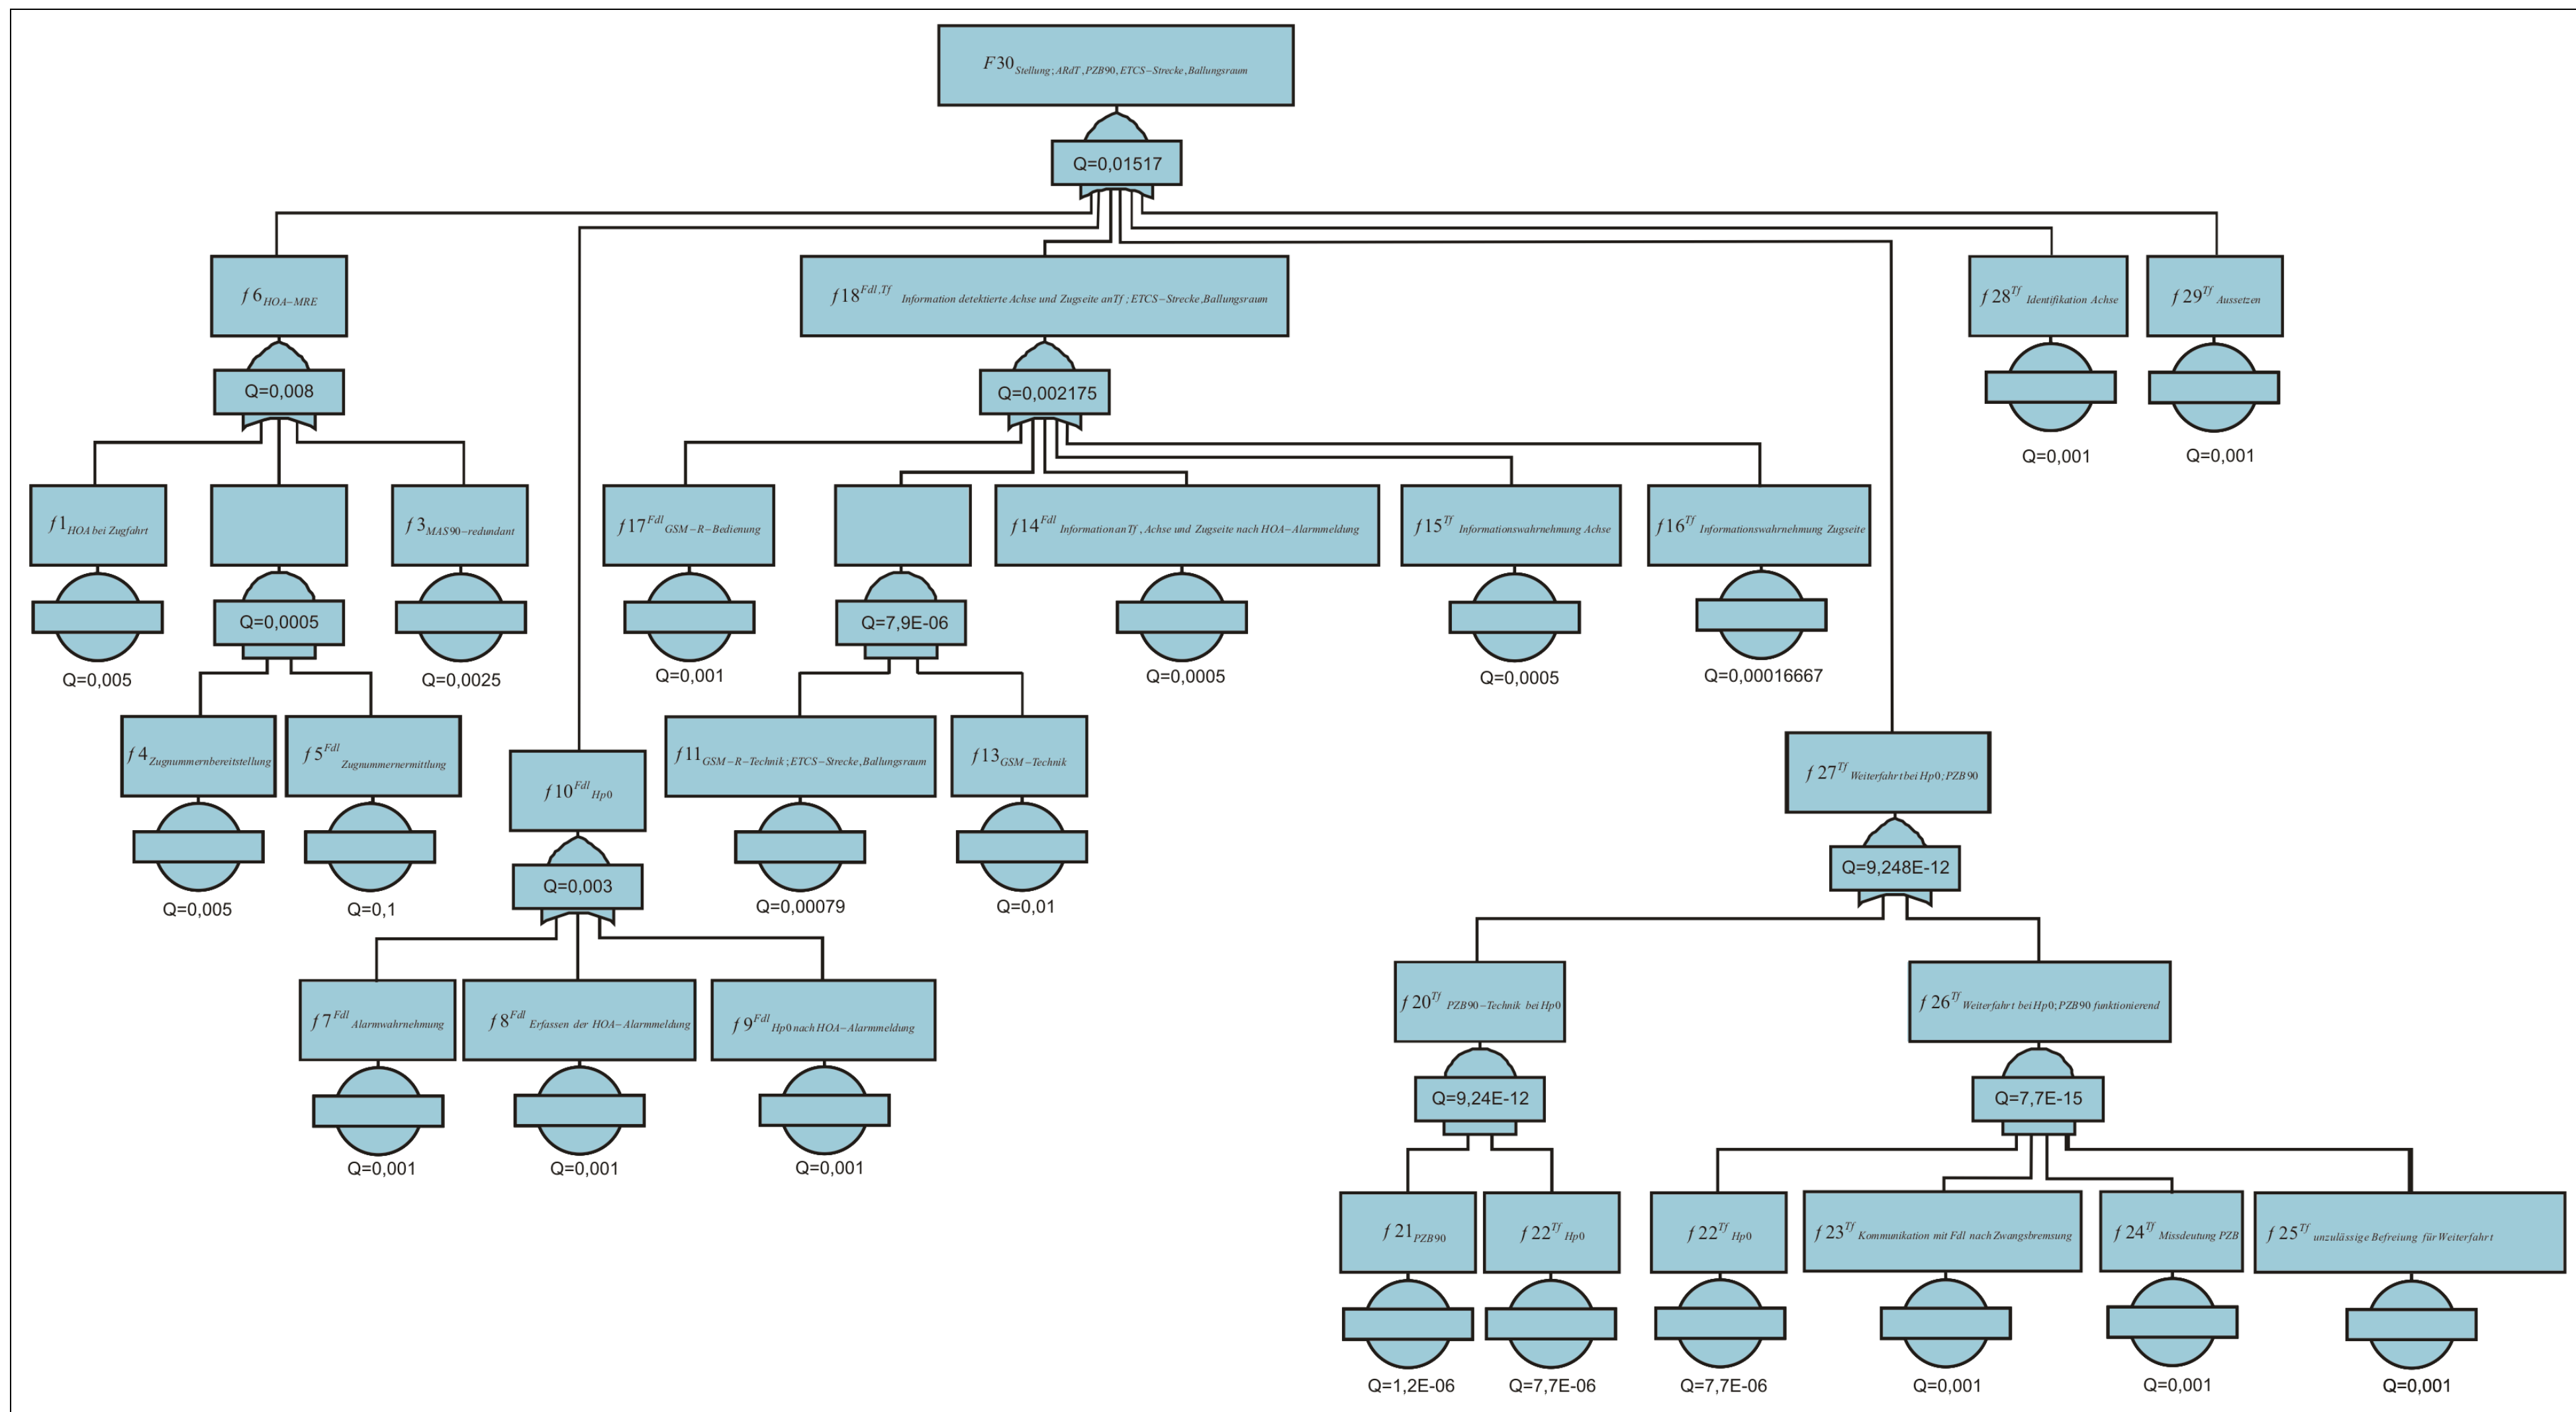 F30 Stellung; ARdT, PZB90, ETCS–Strecke, Ballungsraum
Q=0,01517
f6 HOA–MRE
f18 Fdl,Tf Information detektierte Achse und Zugseite an Tf; ETCS–Strecke, Ballungsraum
f28 Tf Identifikation Achse
f29 Tf Aussetzen
Q=0,008
Q=0,002175
Q=0,001
Q=0,001
f1 HOA bei Zugfahrt
f3 MAS90–redundant
f17 Fdl GSM–R–Bedienung
f14 Fdl Information an Tf, Achse und Zugseite nach HOA–Alarmmeldung
f15 Tf Informationswahrnehmung Achse
f16 Tf Informationswahrnehmung Zugseite
Q=0,0005
Q=7,9E-06
Q=0,005
Q=0,0025
Q=0,001
Q=0,0005
Q=0,0005
Q=0,00016667
f4 Zugnummernbereitstellung
f5 Fdl Zugnummernermittlung
f10 Fdl Hp0
f11 GSM–R–Technik; ETCS–Strecke, Ballungsraum
f13 GSM–Technik
f27 Tf Weiterfahrt bei Hp0; PZB90
Q=0,005
Q=0,1
Q=0,003
Q=0,00079
Q=0,01
Q=9,248E-12
f7 Fdl Alarmwahrnehmung
f8 Fdl Erfassen der HOA–Alarmmeldung
f9 Fdl Hp0 nach HOA–Alarmmeldung
f20 Tf PZB90–Technik bei Hp0
f26 Tf Weiterfahrt bei Hp0; PZB90 funktionierend
Q=9,24E-12
Q=7,7E-15
Q=0,001
Q=0,001
Q=0,001
f21 PZB90
f22 Tf Hp0
f22 Tf Hp0
f23 Tf Kommunikation mit Fdl nach Zwangsbremsung
f24 Tf Missdeutung PZB
f25 Tf unzulässige Befreiung für Weiterfahrt
Q=1,2E-06
Q=7,7E-06
Q=7,7E-06
Q=0,001
Q=0,001
Q=0,001